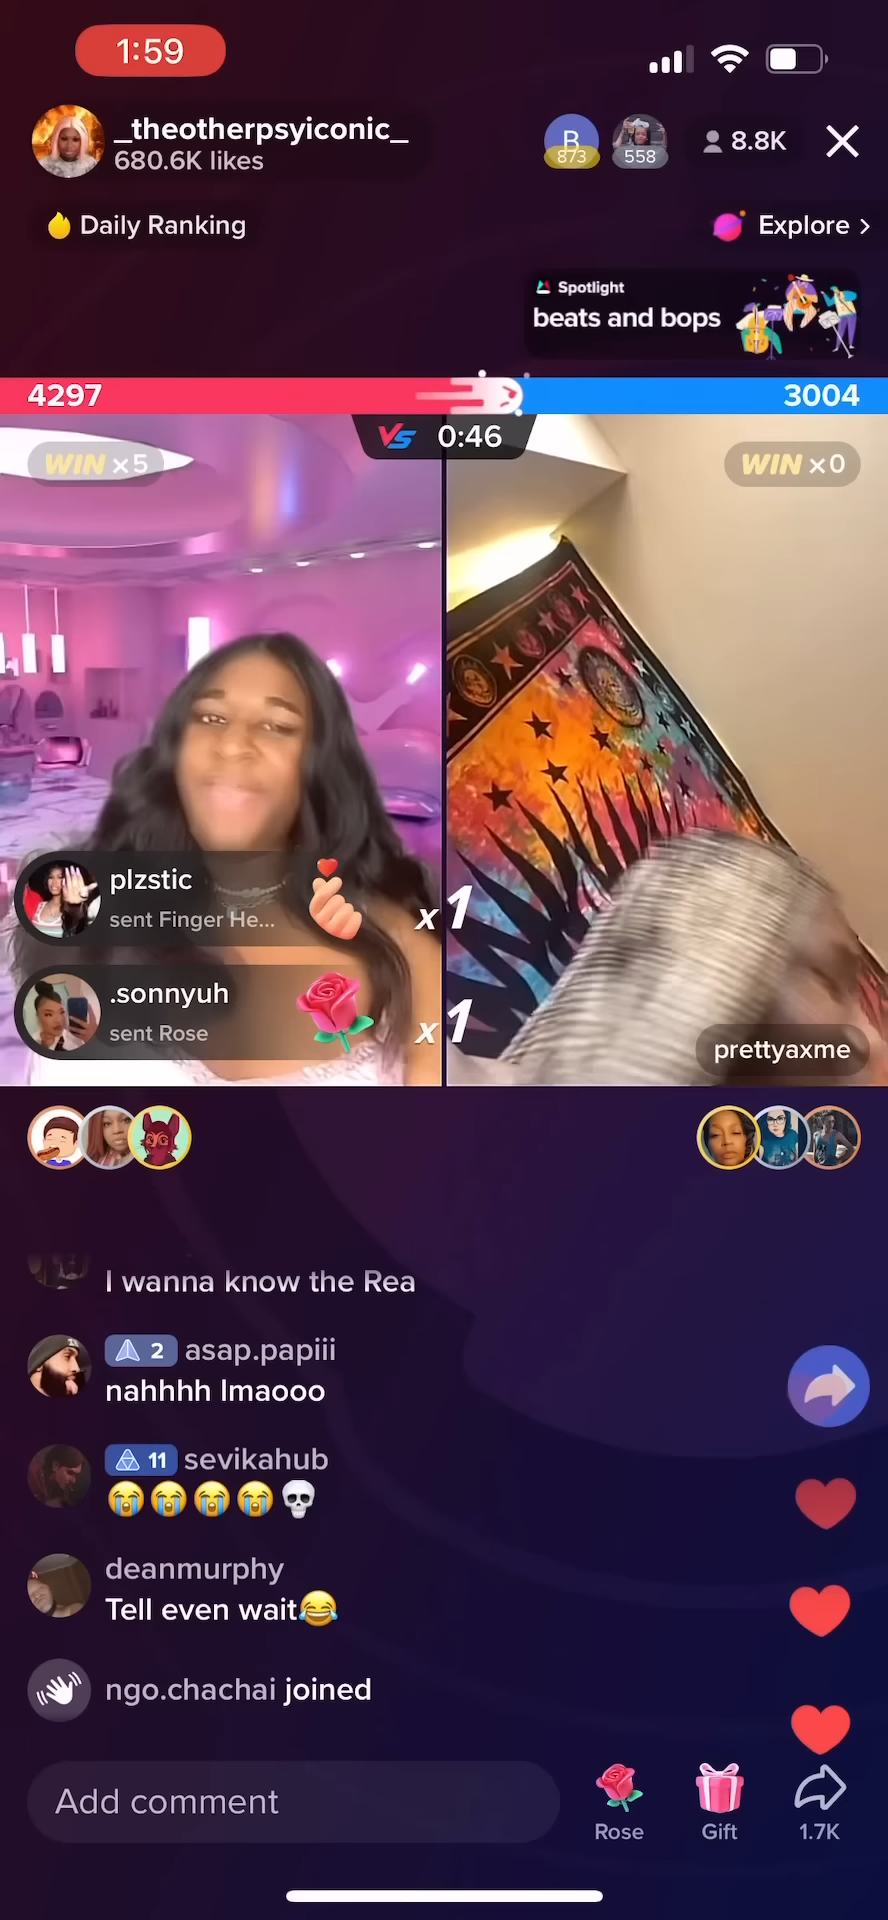 1:59
_theotherpsyiconic_
680.6K likes
B
873
558
8.8K
Daily Ranking
Explore >
Spotlight
beats and bops
4297
3004
VS 0:46
WIN x5
WIN x0
plzstic
sent Finger He...
x1
.sonnyuh
sent Rose
x1
prettyaxme
I wanna know the Rea
2 asap.papiii
nahhhh lmaooo
11 sevikahub
😭😭😭😭💀
deanmurphy
Tell even wait😂
ngo.chachai joined
Add comment
Rose
Gift
1.7K